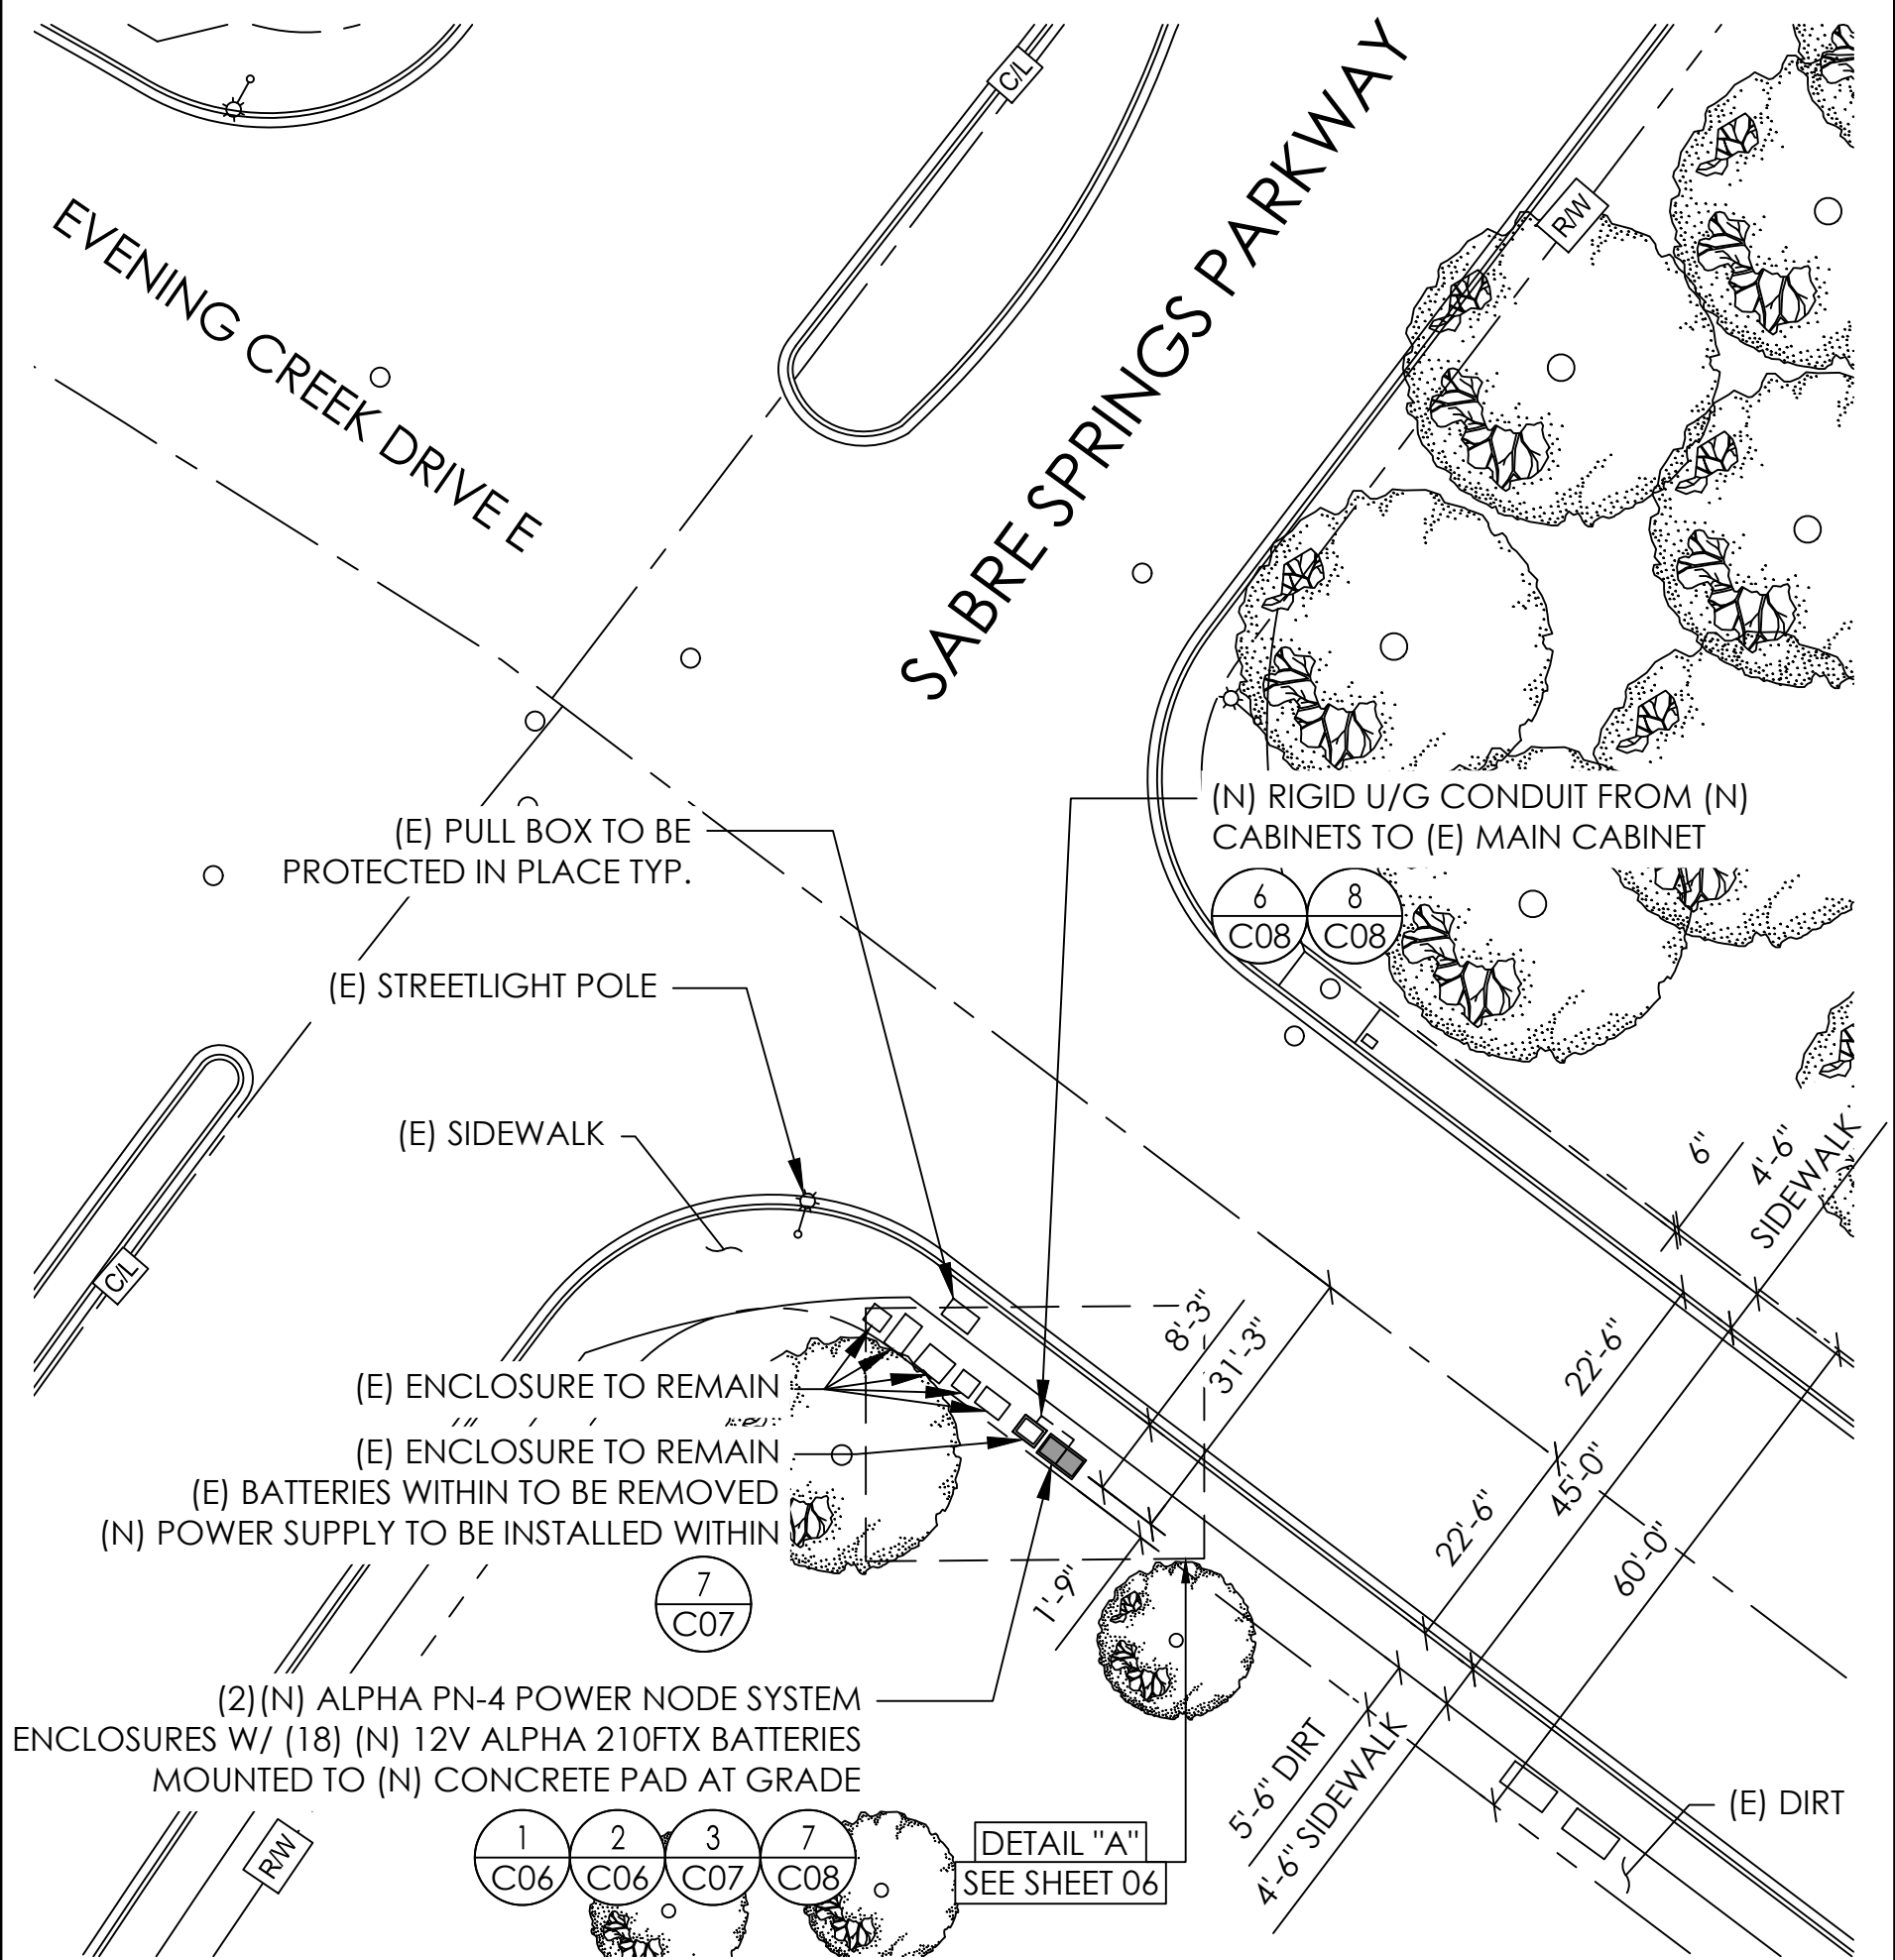 C/L
EVENING CREEK DRIVE E
SABRE SPRINGS PARKWAY
R/W
(N) RIGID U/G CONDUIT FROM (N)
CABINETS TO (E) MAIN CABINET
6
C08
8
C08
(E) PULL BOX TO BE
PROTECTED IN PLACE TYP.
(E) STREETLIGHT POLE
(E) SIDEWALK
C/L
6"
4'-6"
SIDEWALK
8'-3"
31'-3"
22'-6"
(E) ENCLOSURE TO REMAIN
(E) ENCLOSURE TO REMAIN
(E) BATTERIES WITHIN TO BE REMOVED
(N) POWER SUPPLY TO BE INSTALLED WITHIN
7
C07
1'-9"
22'-6"
45'-0"
60'-0"
(2)(N) ALPHA PN-4 POWER NODE SYSTEM
ENCLOSURES W/ (18) (N) 12V ALPHA 210FTX BATTERIES
MOUNTED TO (N) CONCRETE PAD AT GRADE
1
C06
2
C06
3
C07
7
C08
R/W
DETAIL "A"
SEE SHEET 06
5'-6" DIRT
4'-6" SIDEWALK
(E) DIRT